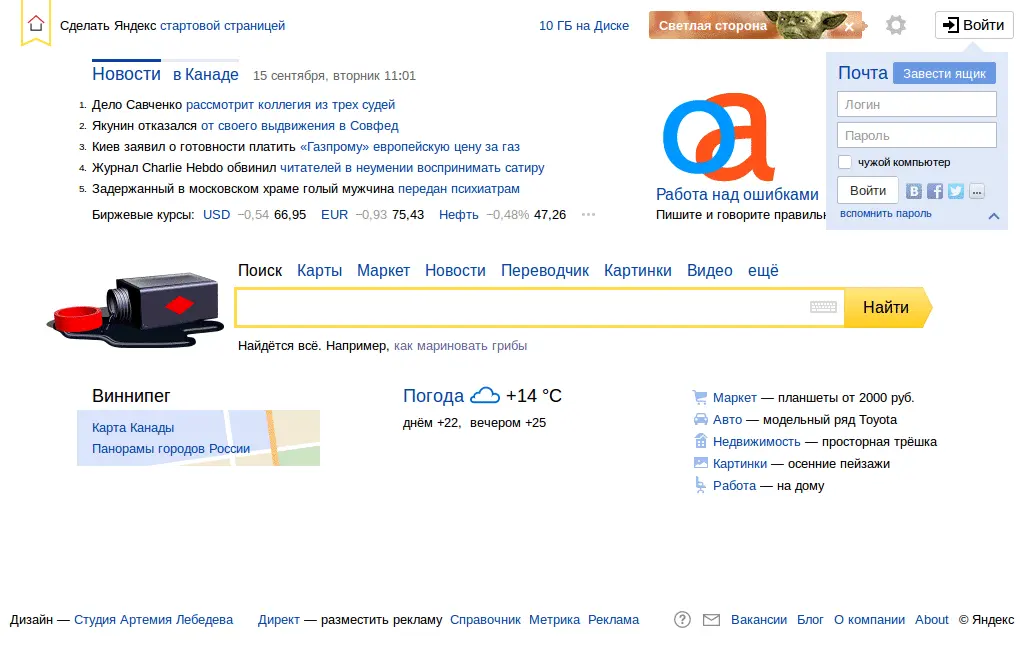 Сделать Яндекс стартовой страницей
10 ГБ на Диске
Светлая сторона
Войти
Новости в Канаде 15 сентября, вторник 11:01
1. Дело Савченко рассмотрит коллегия из трех судей
2. Якунин отказался от своего выдвижения в Совфед
3. Киев заявил о готовности платить «Газпрому» европейскую цену за газ
4. Журнал Charlie Hebdo обвинил читателей в неумении воспринимать сатиру
5. Задержанный в московском храме голый мужчина передан психиатрам
Биржевые курсы: USD −0,54 66,95 EUR −0,93 75,43 Нефть −0,48% 47,26 ...
оа
Работа над ошибками
Пишите и говорите правильн
Почта Завести ящик
Логин
Пароль
чужой компьютер
Войти В f ...
вспомнить пароль
Поиск Карты Маркет Новости Переводчик Картинки Видео ещё
Найти
Найдётся всё. Например, как мариновать грибы
Виннипег
Карта Канады
Панорамы городов России
Погода +14 °C
днём +22, вечером +25
Маркет — планшеты от 2000 руб.
Авто — модельный ряд Toyota
Недвижимость — просторная трёшка
Картинки — осенние пейзажи
Работа — на дому
Дизайн — Студия Артемия Лебедева Директ — разместить рекламу Справочник Метрика Реклама ? Вакансии Блог О компании About © Яндекс